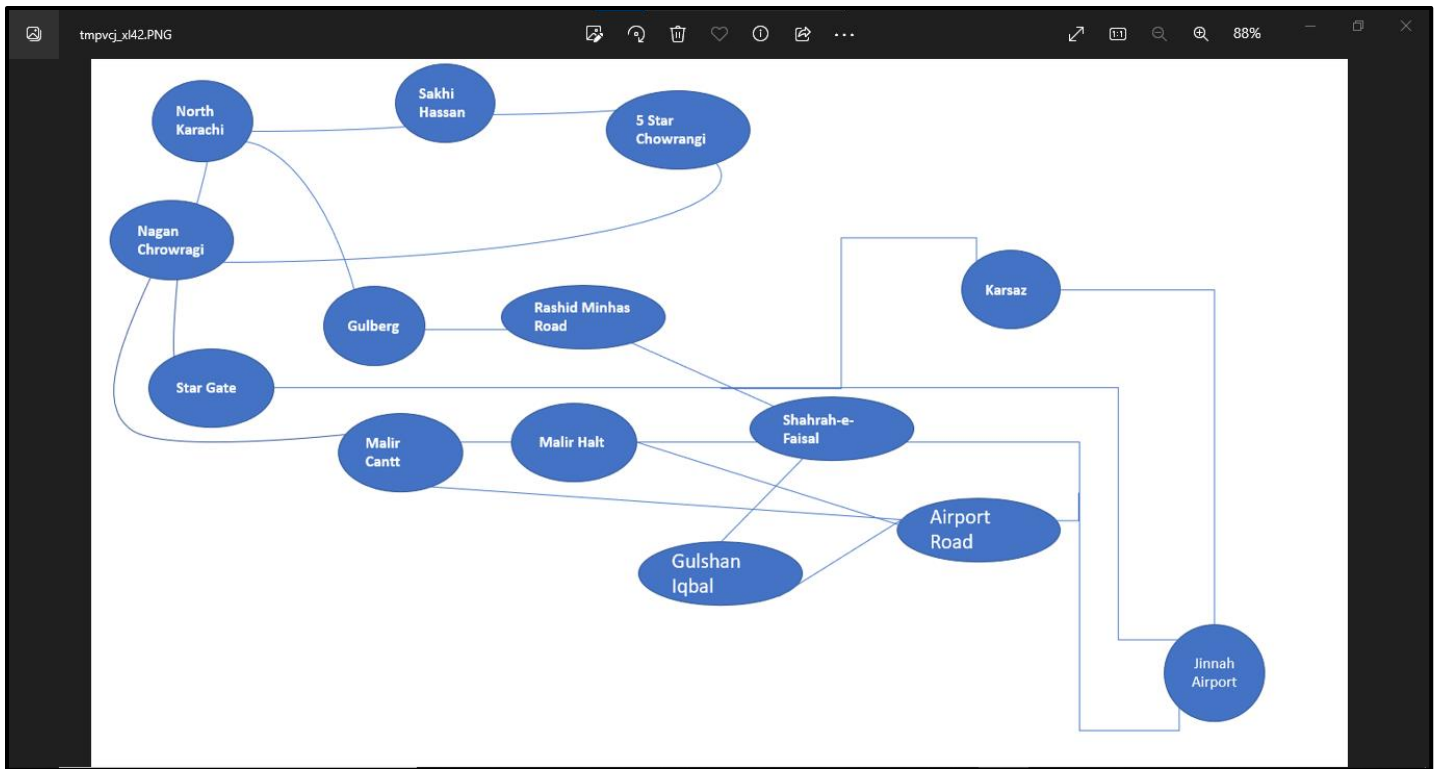 tmpvcj_xl42.PNG
88%
North
Karachi
Sakhi
Hassan
5 Star
Chowrangi
Nagan
Chrowragi
Karsaz
Gulberg
Rashid Minhas
Road
Star Gate
Shahrah-e-
Faisal
Malir
Cantt
Malir Halt
Airport
Road
Gulshan
Iqbal
Jinnah
Airport